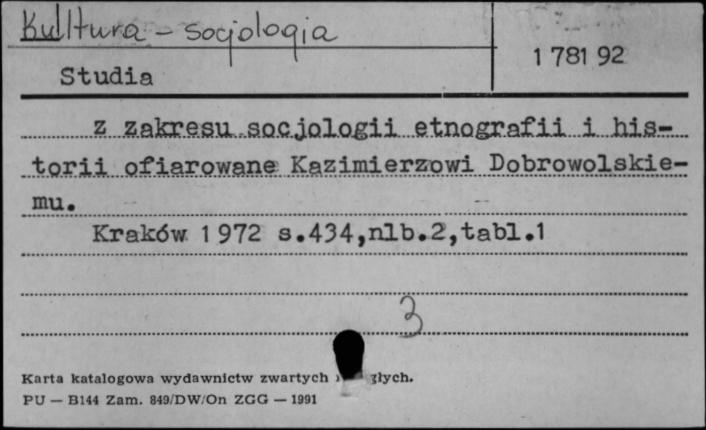 Kultura - socjologia
1 781 92
Studia
z zakresu socjologii etnografii i his-
torii ofiarowane Kazimierzowi Dobrowolskie-
mu.
Kraków 1972 s.434,nlb.2,tabl.1
3
Karta katalogowa wydawnictw zwartych głych.
PU — B144 Zam. 849/DW/On ZGG — 1991